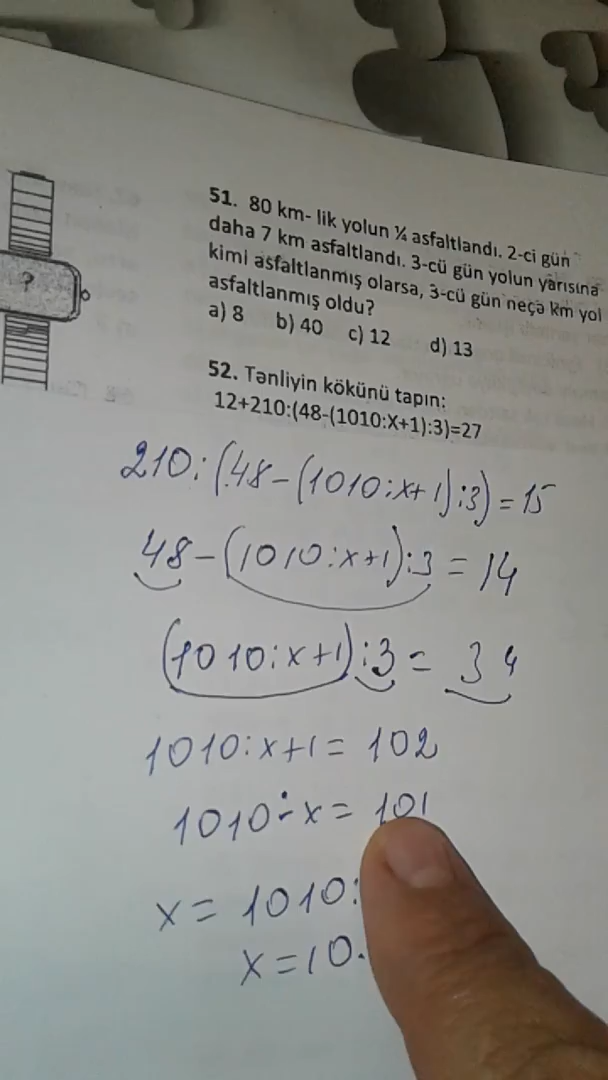 ?
51. 80 km- lik yolun ¼ asfaltlandı. 2-ci gün
daha 7 km asfaltlandı. 3-cü gün yolun yarısına
kimi asfaltlanmış olarsa, 3-cü gün neçə km yol
asfaltlanmış oldu?
a) 8 b) 40 c) 12 d) 13
52. Tənliyin kökünü tapın:
12+210:(48-(1010:X+1):3)=27
210:(48-(1010:x+1):3)=15
48-(1010:x+1):3=14
(1010:x+1):3=34
1010:x+1=102
1010÷x=101
x=1010:
x=10.